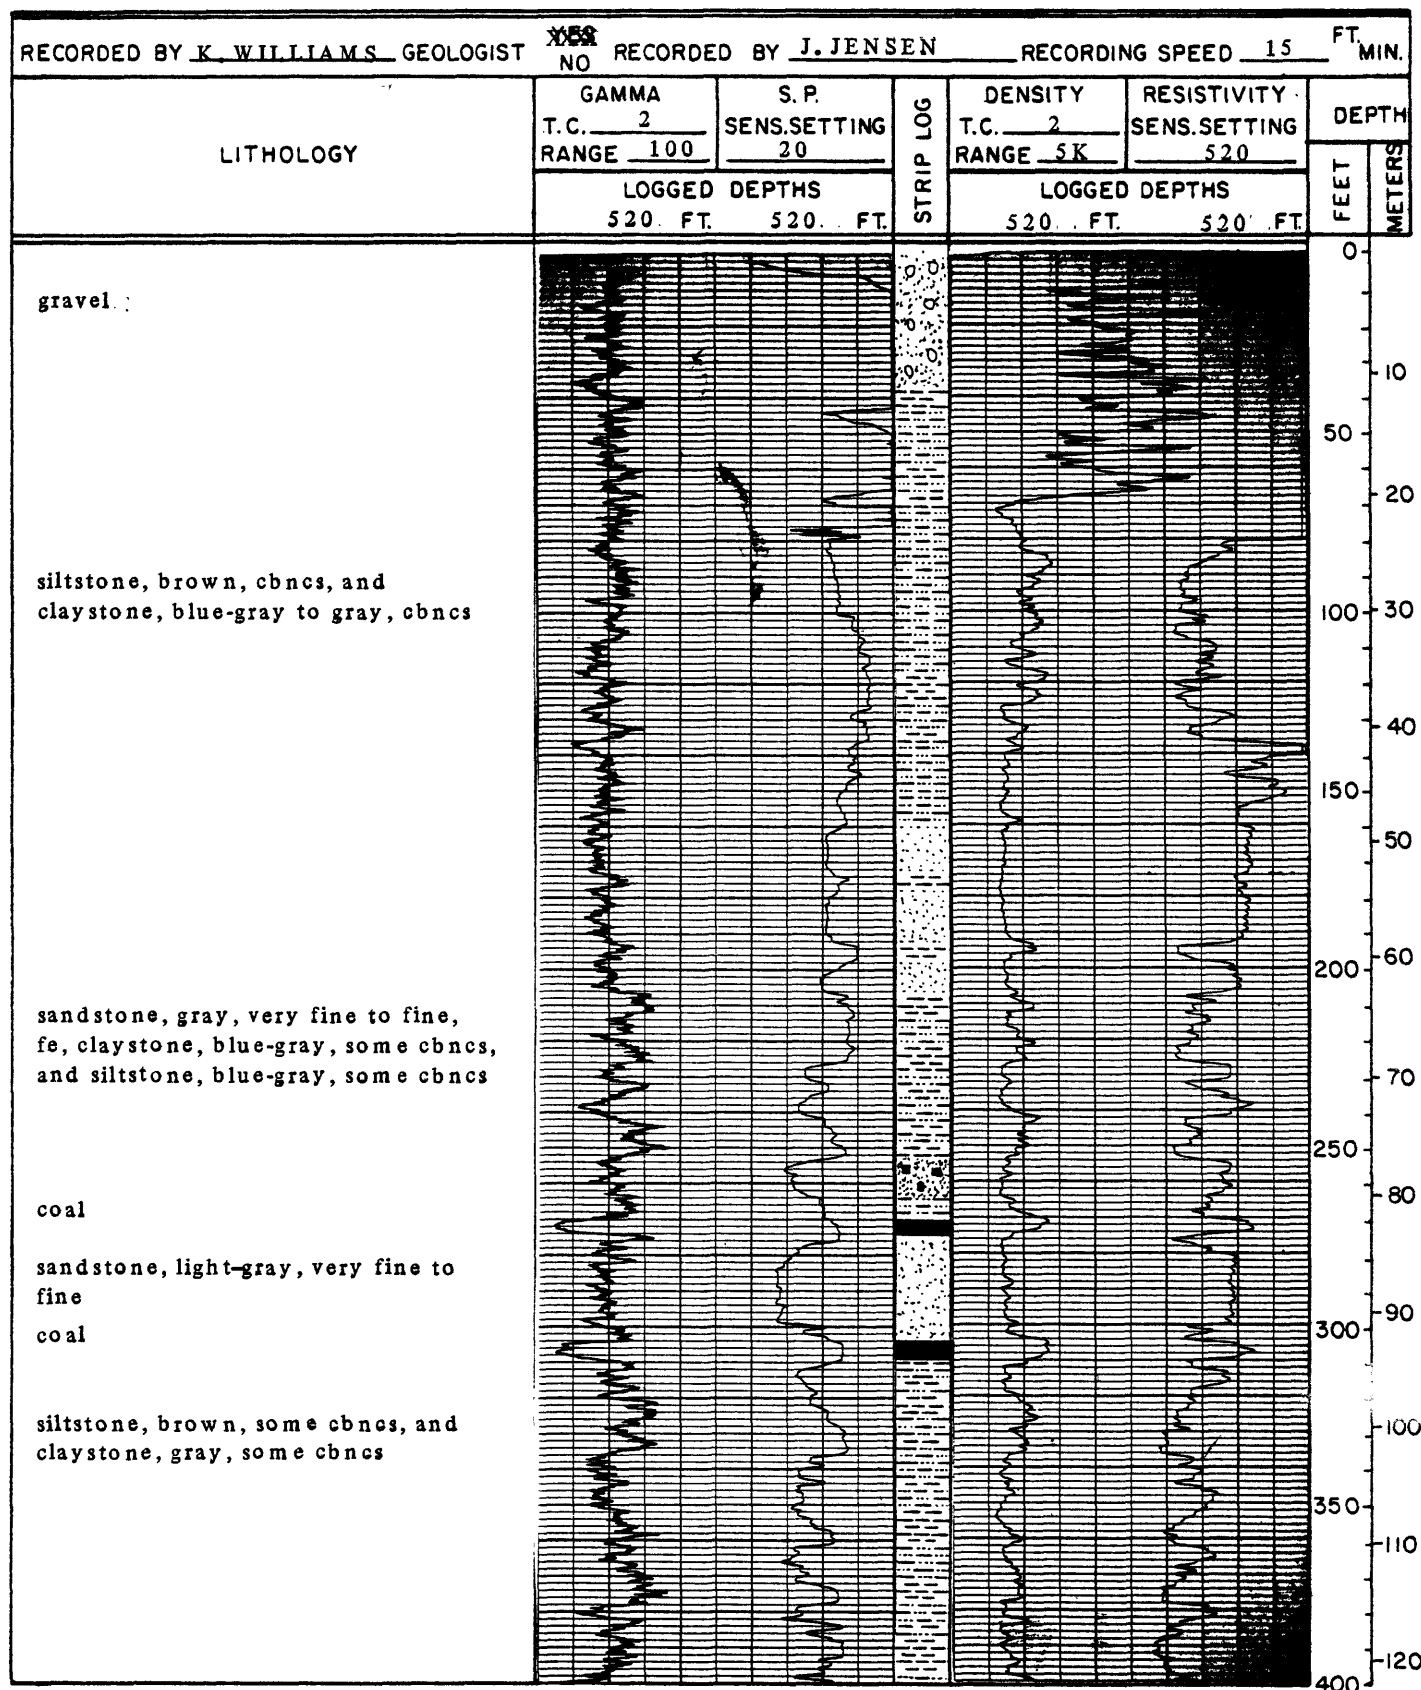 RECORDED BY K. WILLIAMS GEOLOGIST YES NO RECORDED BY J. JENSEN RECORDING SPEED 15 FT. MIN.
LITHOLOGY
GAMMA
T.C. 2
RANGE 100
S. P.
SENS.SETTING
20
LOGGED DEPTHS
520 FT. 520 FT.
STRIP LOG
DENSITY
T.C. 2
RANGE 5K
RESISTIVITY
SENS.SETTING
520
LOGGED DEPTHS
520 FT. 520 FT.
DEPTH
FEET
METERS
gravel
siltstone, brown, cbncs, and
claystone, blue-gray to gray, cbncs
sandstone, gray, very fine to fine,
fe, claystone, blue-gray, some cbncs,
and siltstone, blue-gray, some cbncs
coal
sandstone, light-gray, very fine to
fine
coal
siltstone, brown, some cbncs, and
claystone, gray, some cbncs
0
10
50
20
100 30
40
150
50
60
200
70
250
80
90
300
100
350
110
120
400